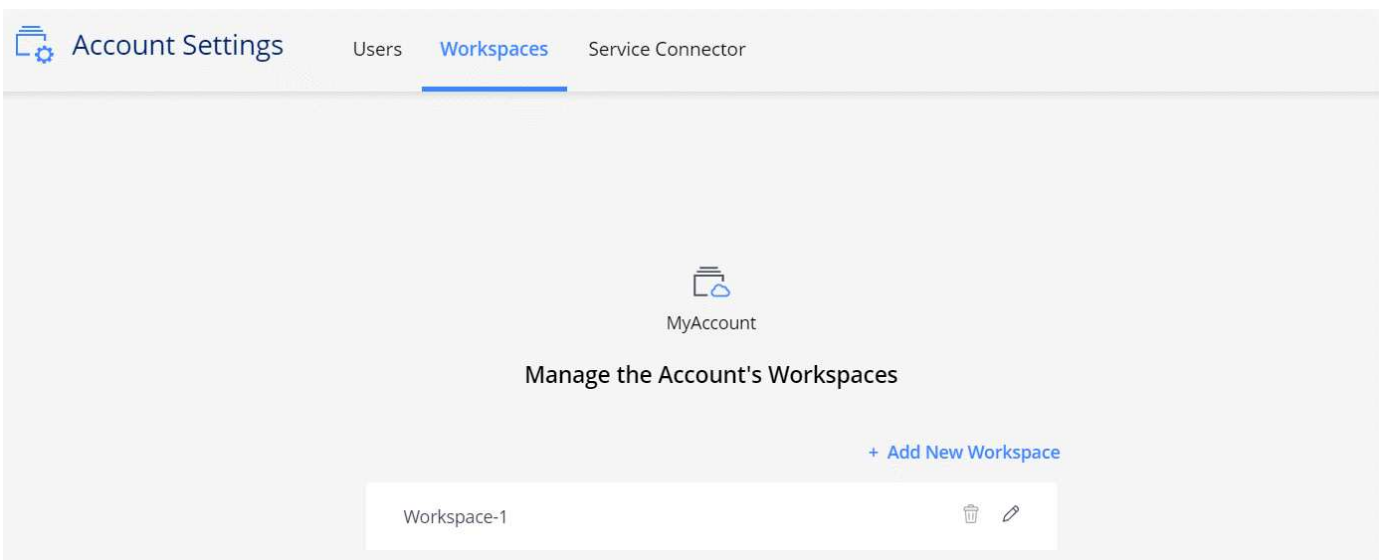 Account Settings Users Workspaces Service Connector
MyAccount
Manage the Account's Workspaces
+ Add New Workspace
Workspace-1